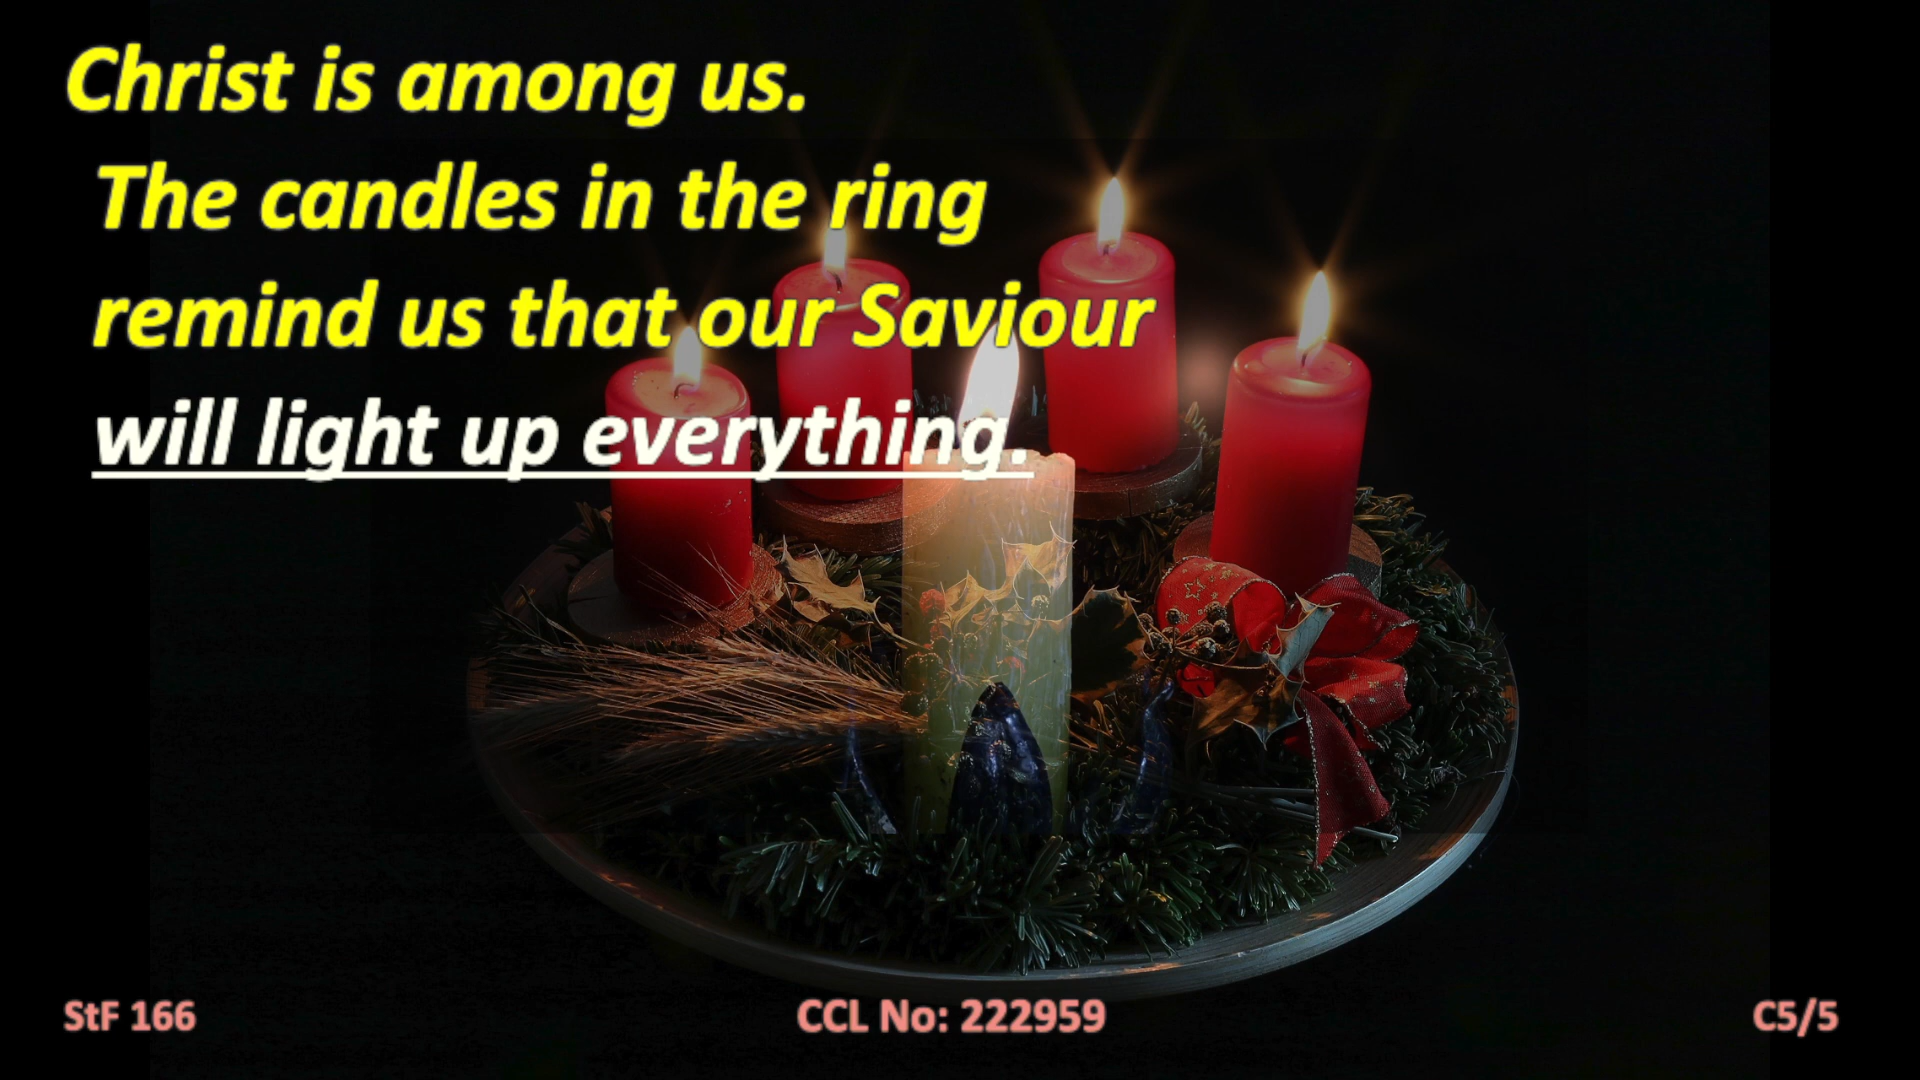 Christ is among us.
The candles in the ring
remind us that our Saviour
will light up everything.
StF 166
CCL No: 222959
C5/5